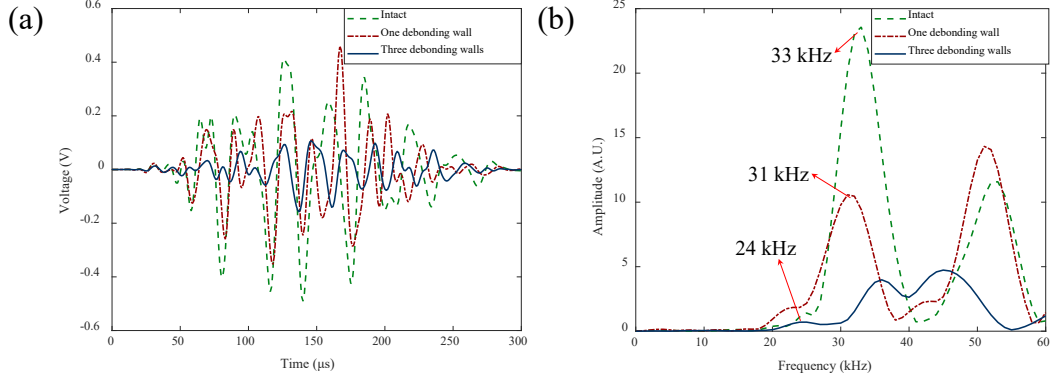 (a)
0.6
0.4
0.2
0
-0.2
-0.4
-0.6
Voltage (V)
0 50 100 150 200 250 300
Time (μs)
Intact
One debonding wall
Three debonding walls
(b)
25
20
15
10
5
0
Amplitude (A.U.)
0 10 20 30 40 50 60
Frequency (kHz)
Intact
One debonding wall
Three debonding walls
33 kHz
31 kHz
24 kHz